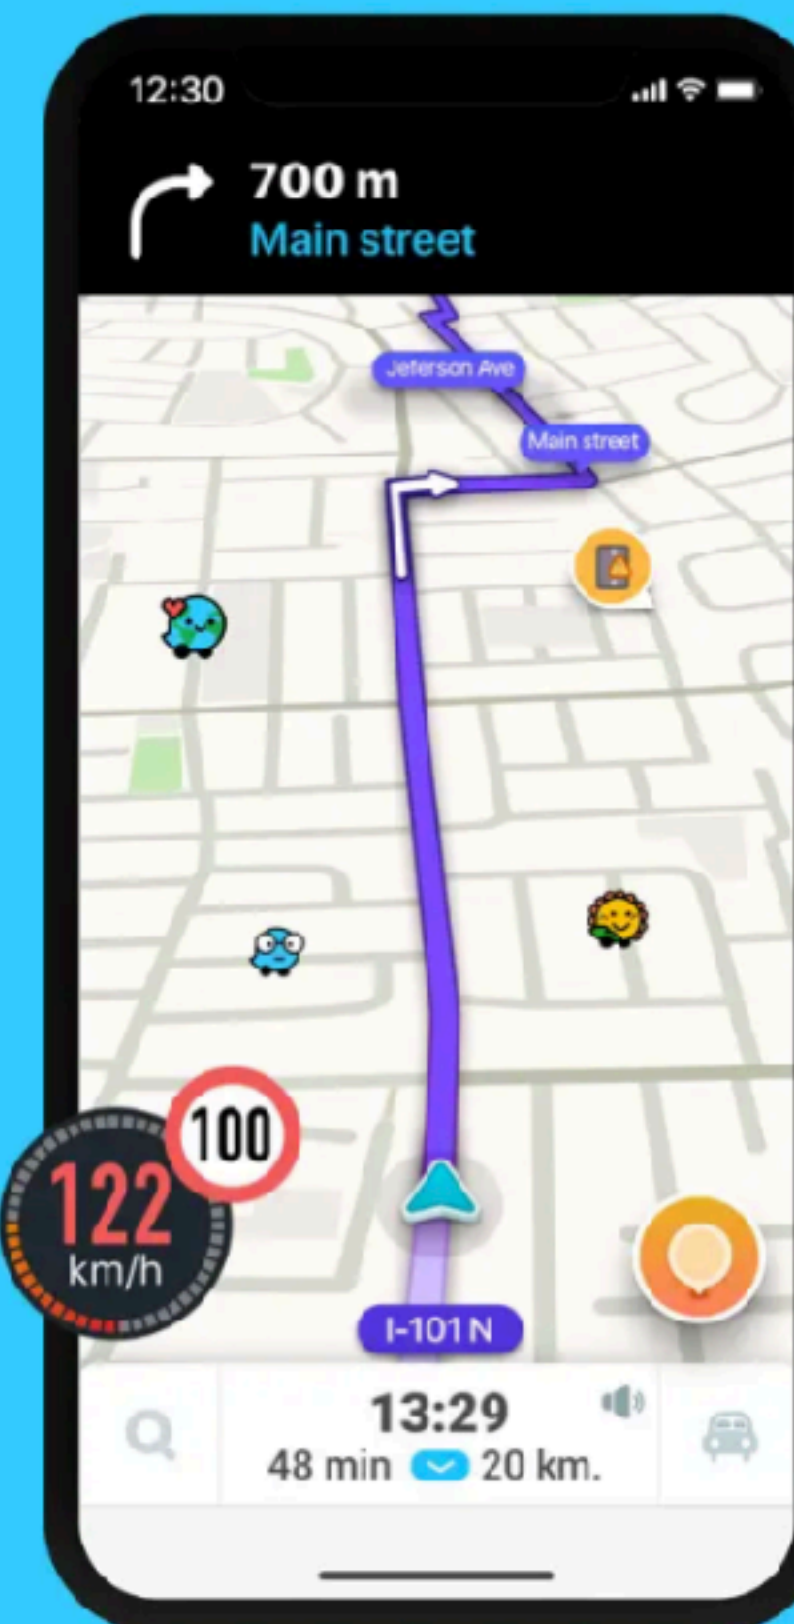 12:30
700 m
Main street
Jeferson Ave
Main street
100
122
km/h
I-101 N
13:29
48 min 20 km.